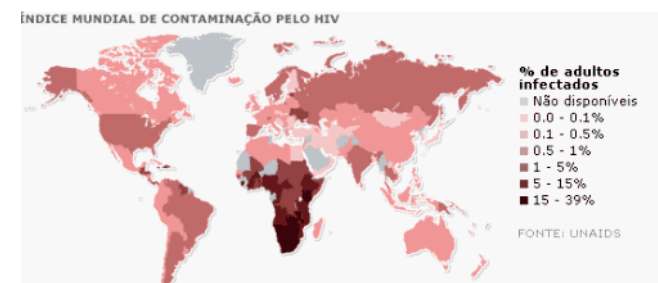 ÍNDICE MUNDIAL DE CONTAMINAÇÃO PELO HIV
% de adultos
infectados
Não disponíveis
0.0 - 0.1%
0.1 - 0.5%
0.5 - 1%
1 - 5%
5 - 15%
15 - 39%
FONTE: UNAIDS